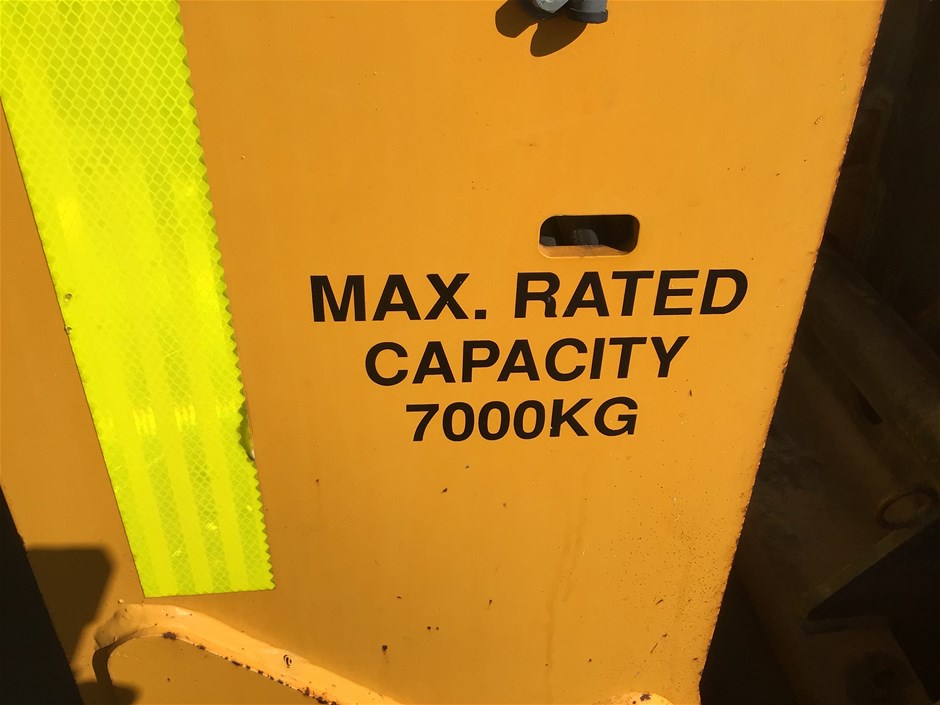 MAX. RATED
CAPACITY
7000KG